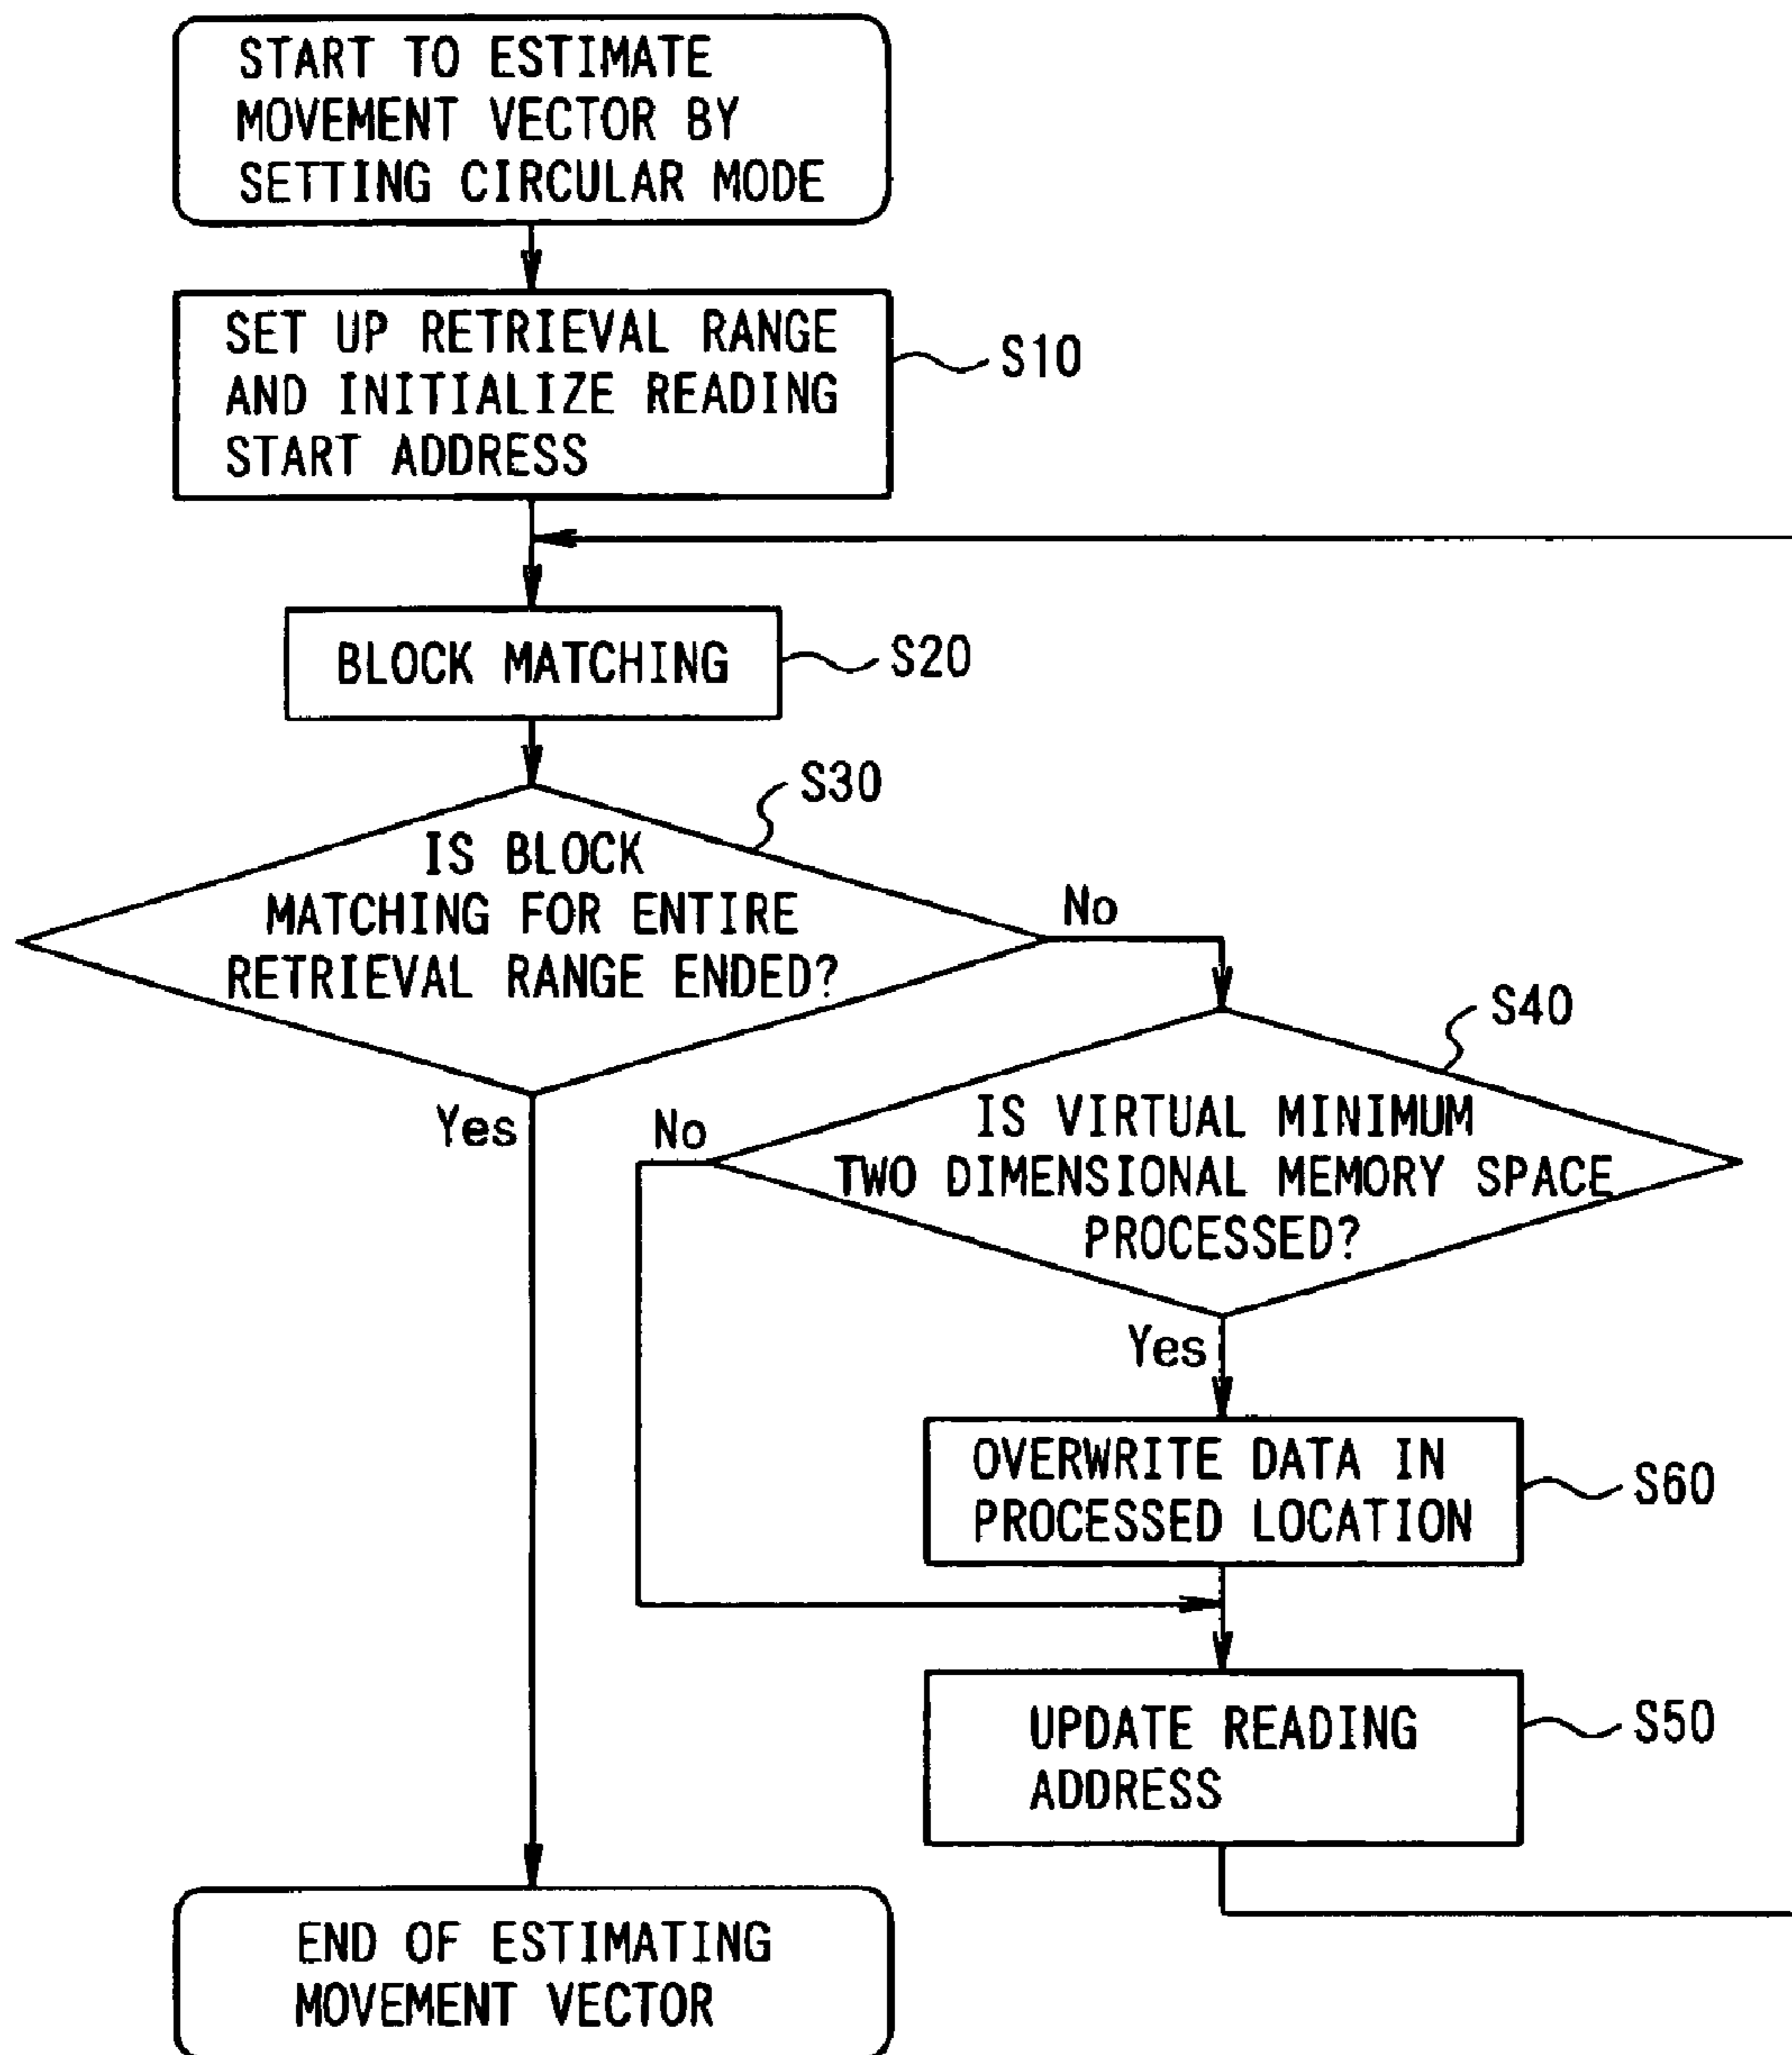 START TO ESTIMATE
MOVEMENT VECTOR BY
SETTING CIRCULAR MODE
SET UP RETRIEVAL RANGE
AND INITIALIZE READING
START ADDRESS
S10
BLOCK MATCHING
S20
S30
IS BLOCK
MATCHING FOR ENTIRE
RETRIEVAL RANGE ENDED?
No
Yes
S40
IS VIRTUAL MINIMUM
TWO DIMENSIONAL MEMORY SPACE
PROCESSED?
No
Yes
OVERWRITE DATA IN
PROCESSED LOCATION
S60
UPDATE READING
ADDRESS
S50
END OF ESTIMATING
MOVEMENT VECTOR